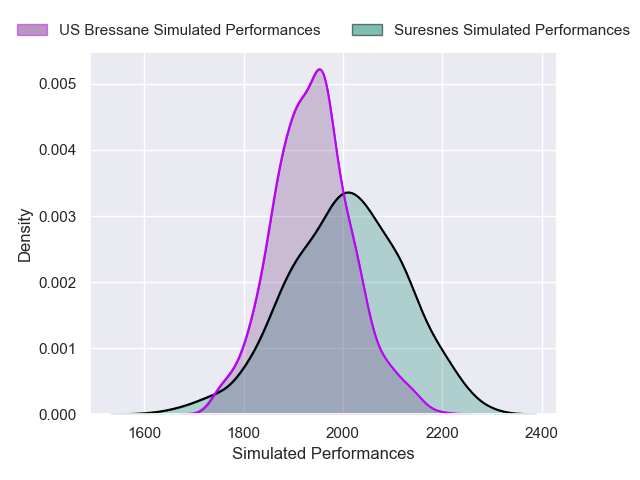 US Bressane Simulated Performances
Suresnes Simulated Performances
0.005
0.004
0.003
0.002
0.001
0.000
Density
1600
1800
2000
2200
2400
Simulated Performances